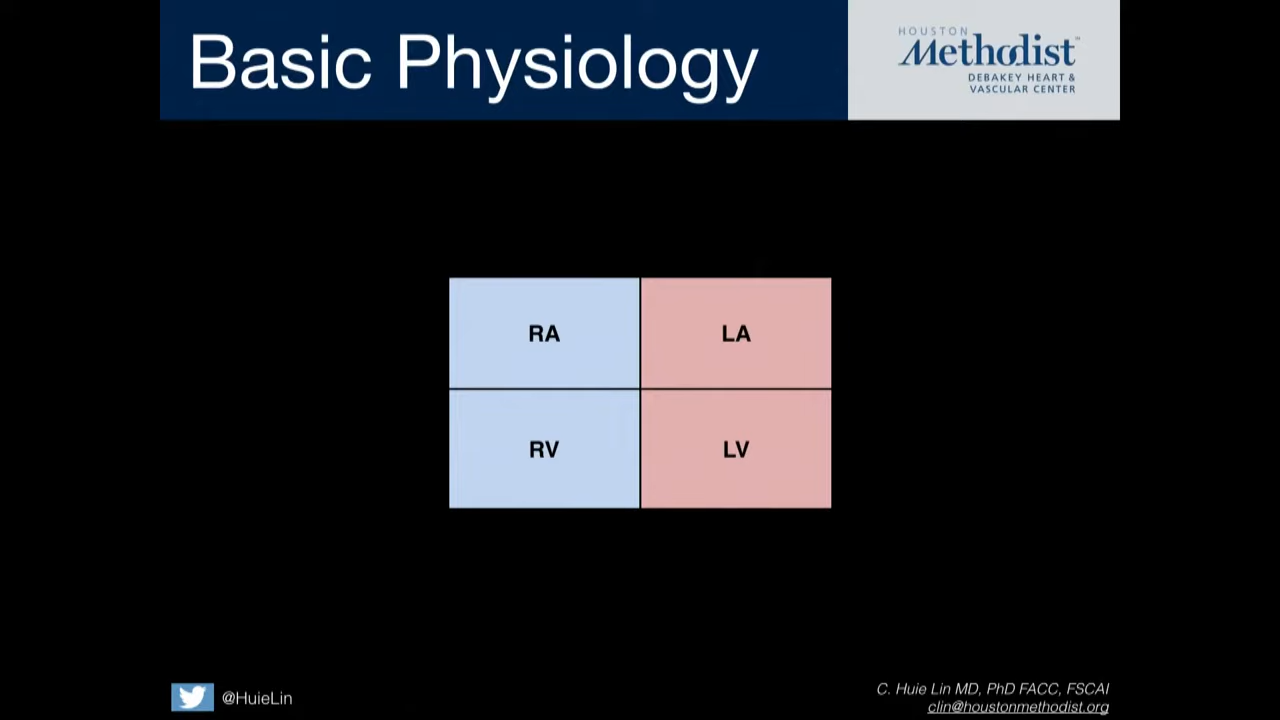 Basic Physiology
HOUSTON
Methodist™
DEBAKEY HEART &
VASCULAR CENTER
RA
LA
RV
LV
@HuieLin
C. Huie Lin MD, PhD FACC, FSCAI
clin@houstonmethodist.org